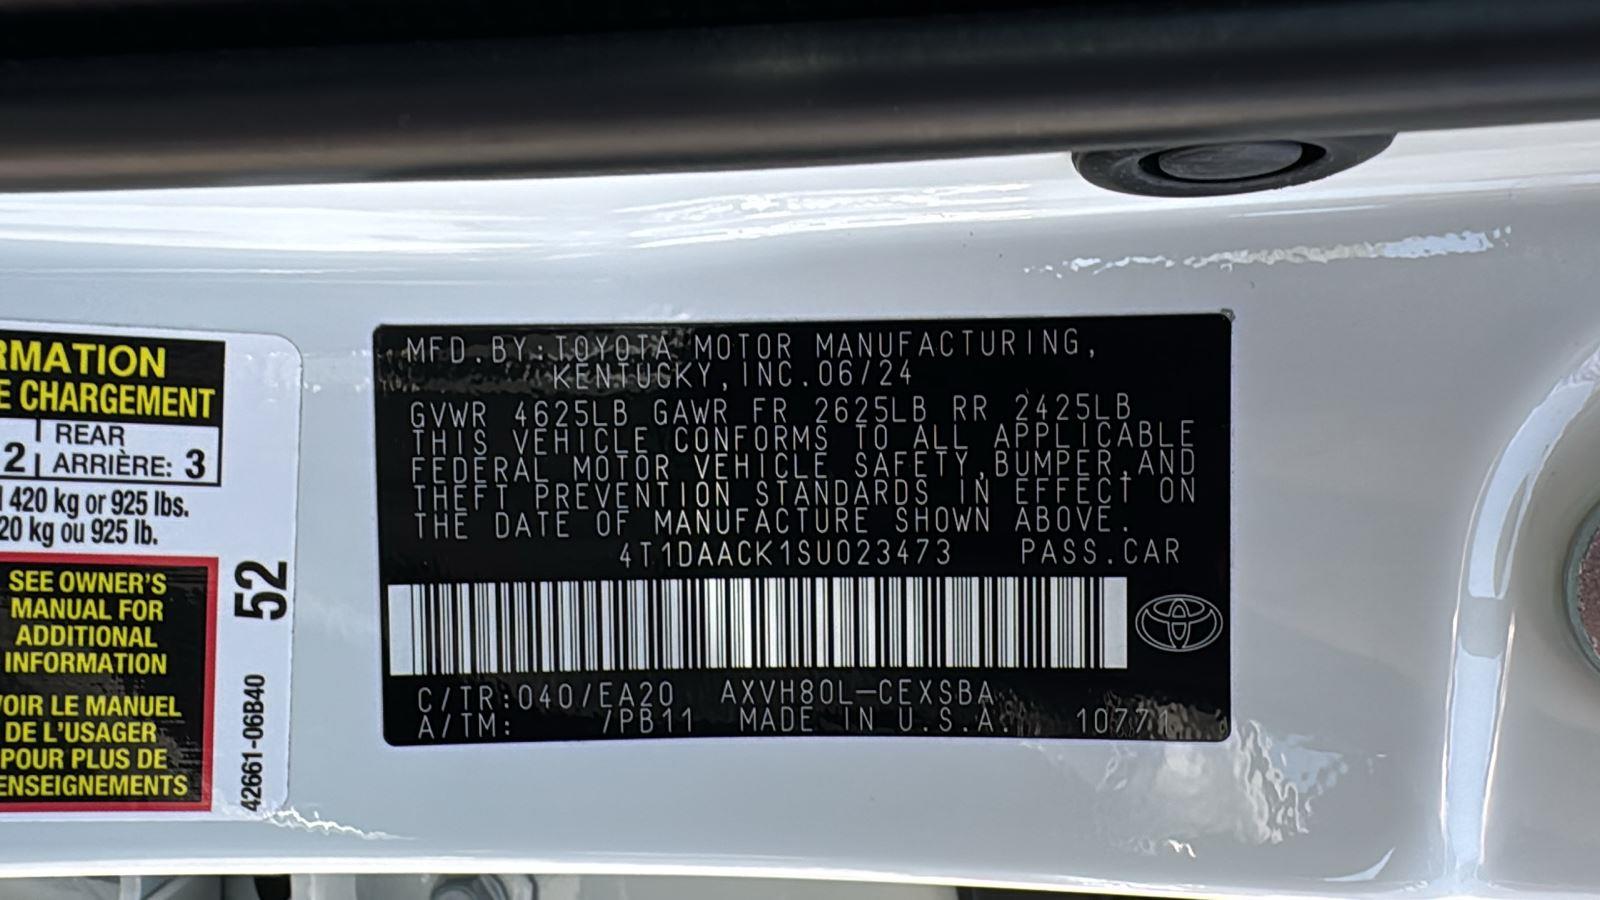 RMATION
E CHARGEMENT
2 | REAR
ARRIÈRE: 3
420 kg or 925 lbs.
20 kg ou 925 lb.
SEE OWNER'S
MANUAL FOR
ADDITIONAL
INFORMATION
VOIR LE MANUEL
DE L'USAGER
POUR PLUS DE
ENSEIGNEMENTS
52
42661-06B40
MFD.BY:TOYOTA MOTOR MANUFACTURING,
KENTUCKY,INC.06/24
GVWR 4625LB GAWR FR 2625LB RR 2425LB
THIS VEHICLE CONFORMS TO ALL APPLICABLE
FEDERAL MOTOR VEHICLE SAFETY,BUMPER,AND
THEFT PREVENTION STANDARDS IN EFFECT ON
THE DATE OF MANUFACTURE SHOWN ABOVE.
4T1DAACK1SU023473 PASS.CAR
C/TR:040/EA20 AXVH80L-CEXSBA
A/TM: /PB11 MADE IN U.S.A. 10771